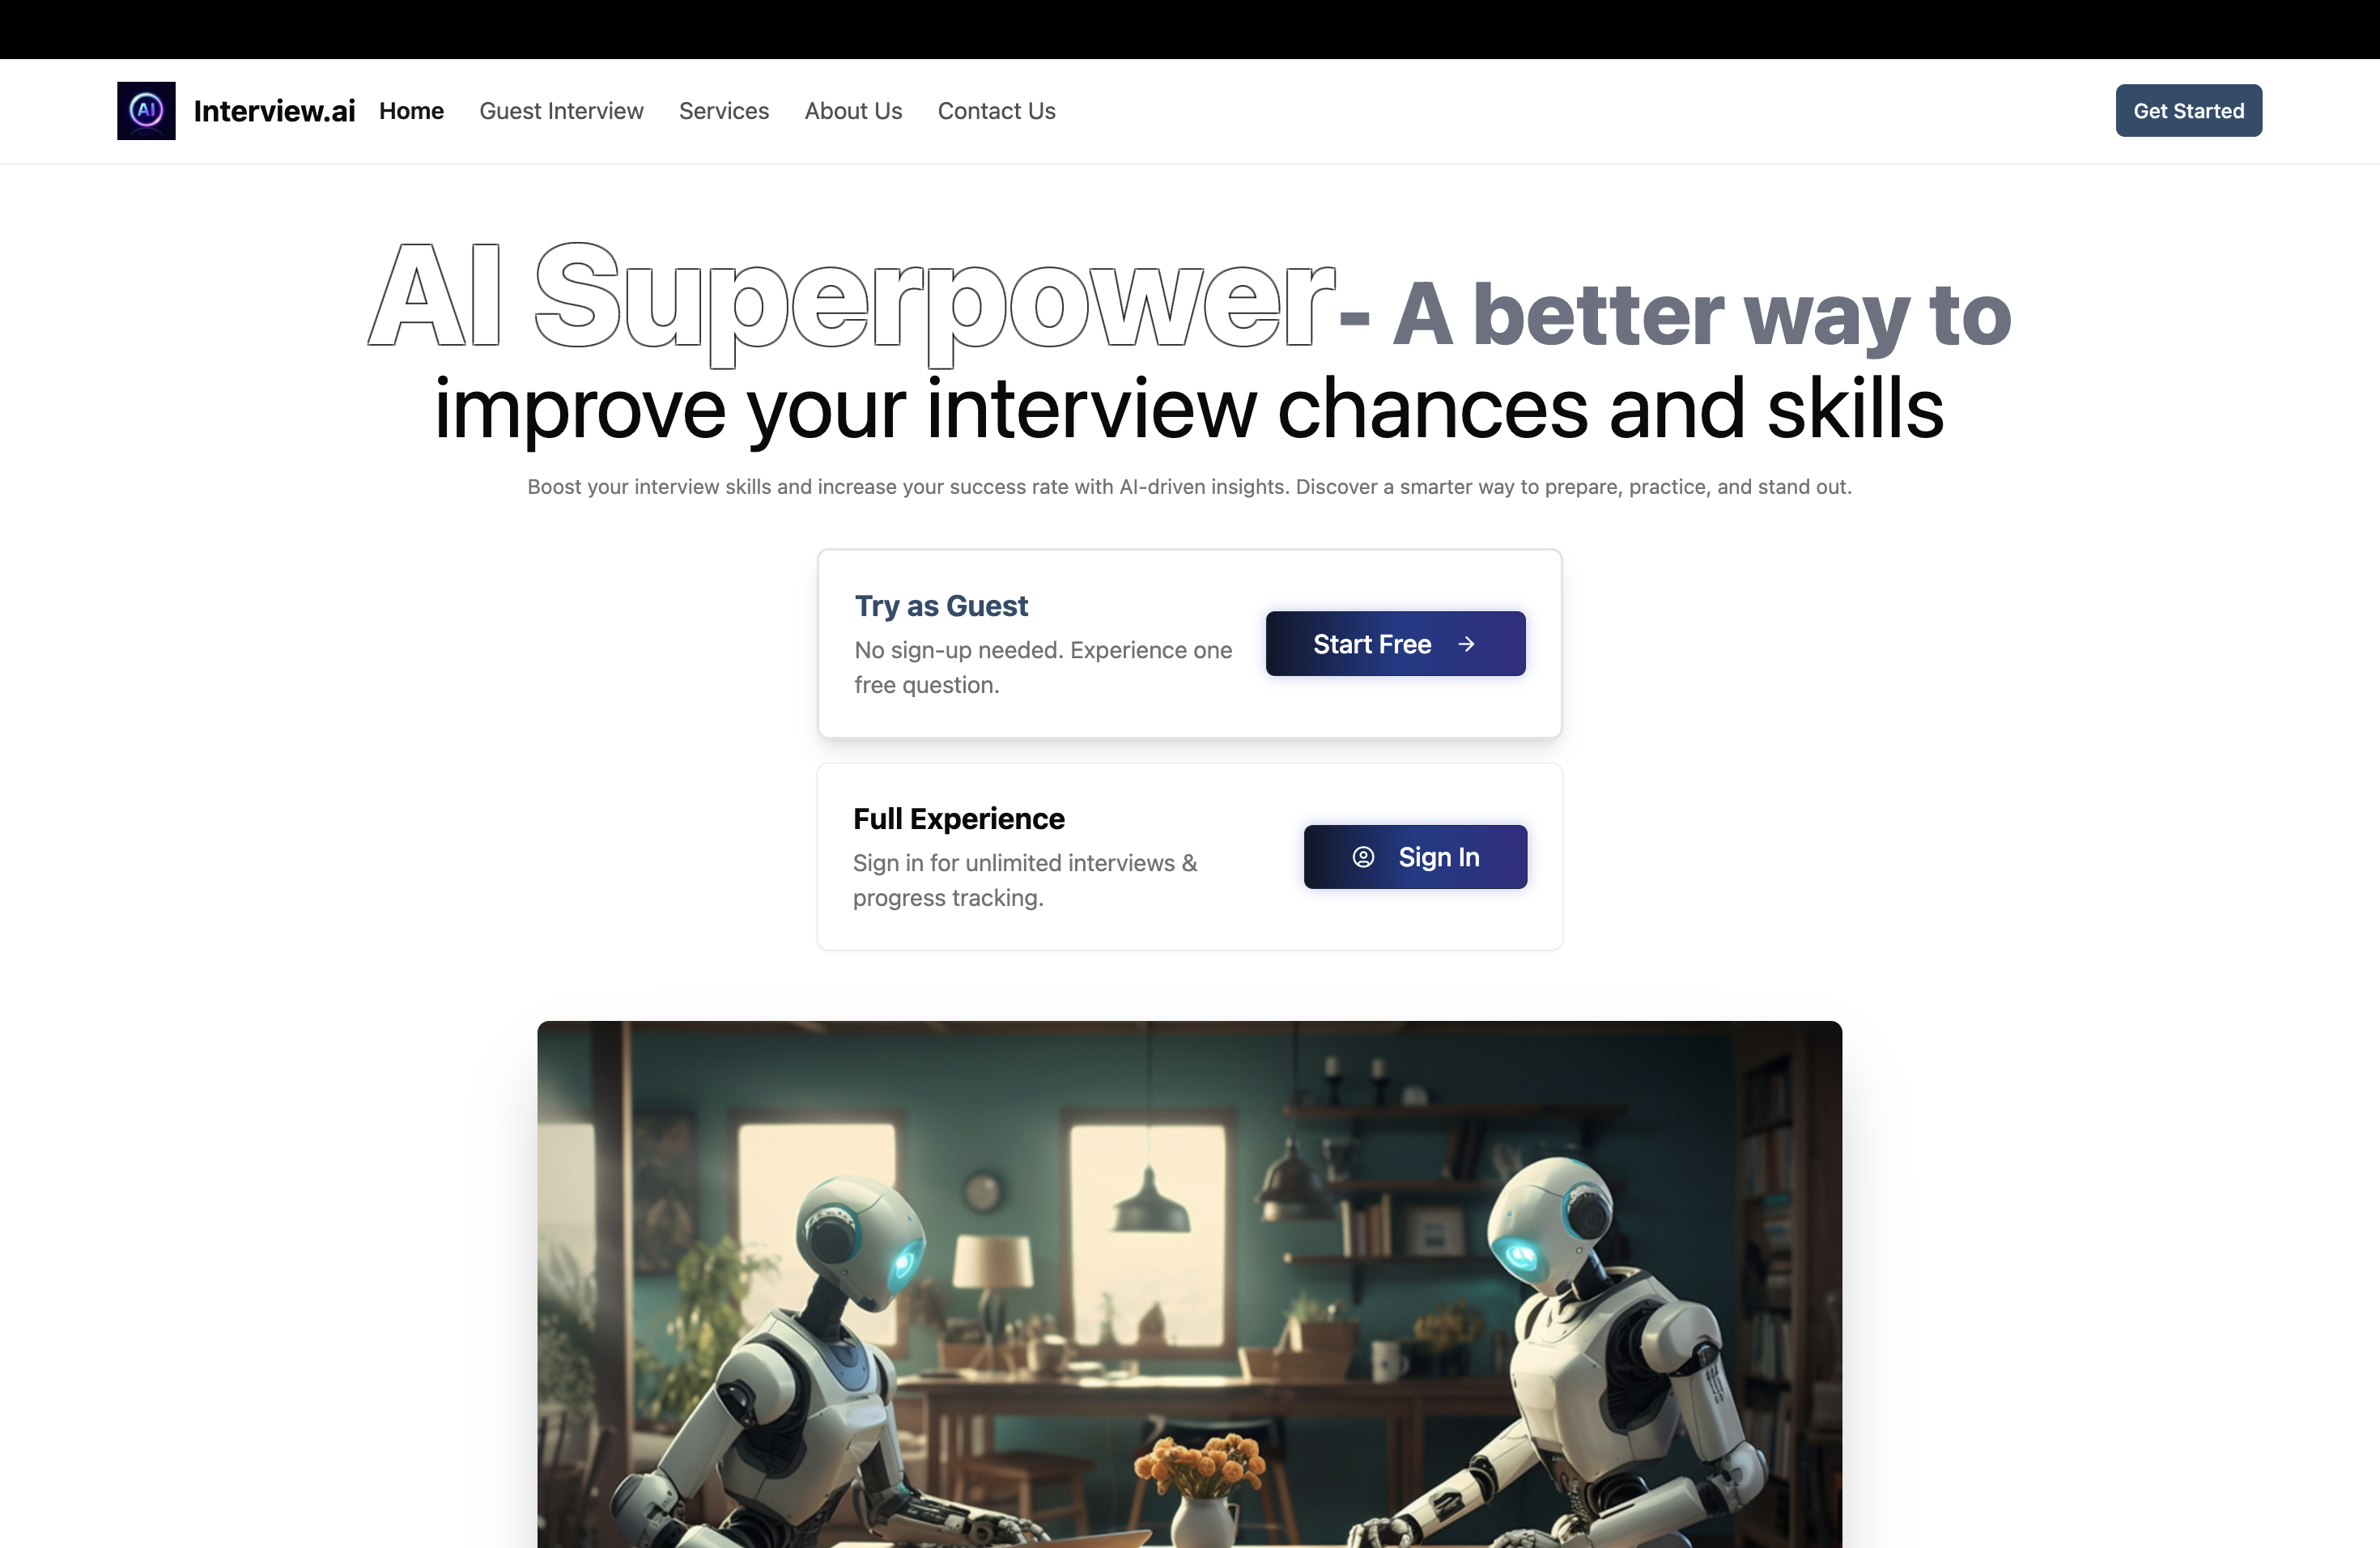 AI
Interview.ai Home Guest Interview Services About Us Contact Us Get Started
AI Superpower - A better way to
improve your interview chances and skills
Boost your interview skills and increase your success rate with AI-driven insights. Discover a smarter way to prepare, practice, and stand out.
Try as Guest
No sign-up needed. Experience one
free question.
Start Free
Full Experience
Sign in for unlimited interviews &
progress tracking.
Sign In